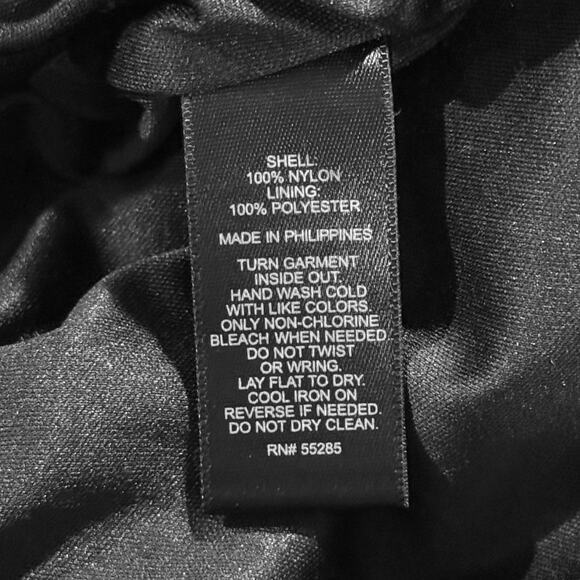 SHELL:
100% NYLON
LINING:
100% POLYESTER
MADE IN PHILIPPINES
TURN GARMENT
INSIDE OUT.
HAND WASH COLD
WITH LIKE COLORS.
ONLY NON-CHLORINE
BLEACH WHEN NEEDED.
DO NOT TWIST
OR WRING.
LAY FLAT TO DRY.
COOL IRON ON
REVERSE IF NEEDED.
DO NOT DRY CLEAN.
RN# 55285